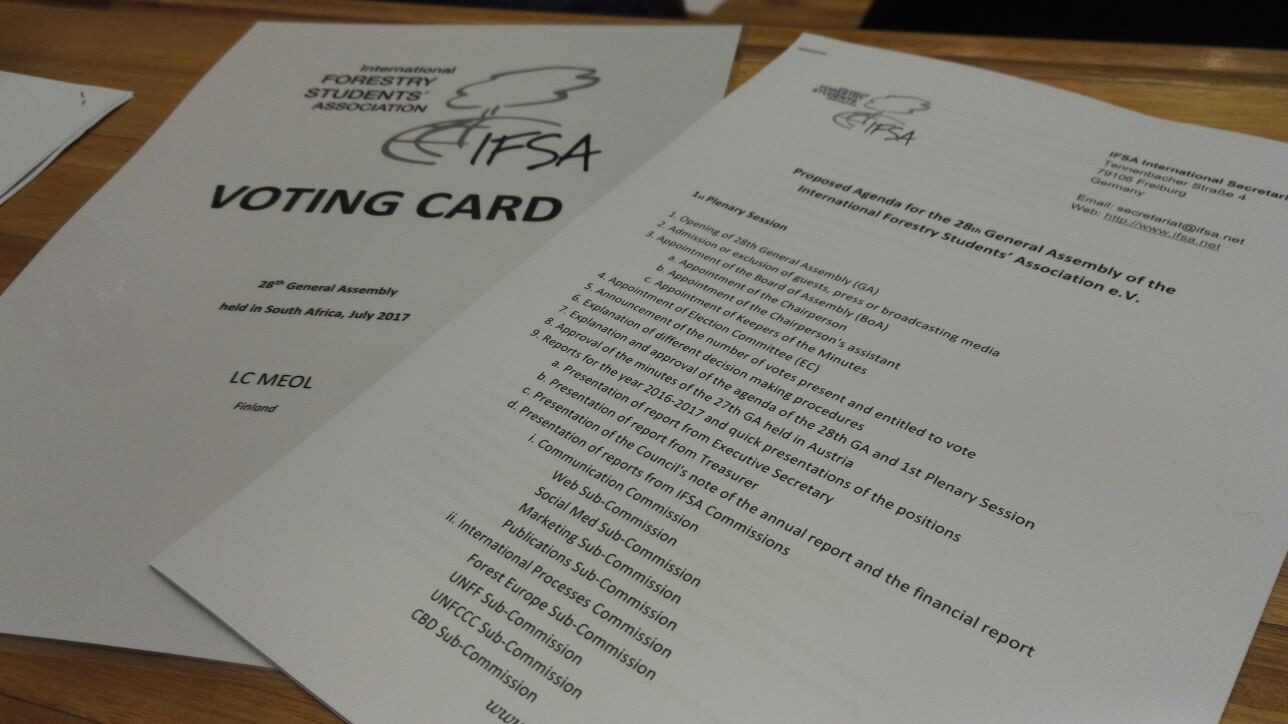 International
FORESTRY
STUDENTS'
ASSOCIATION
IFSA
VOTING CARD
28th General Assembly
held in South Africa, July 2017
LC MEOL
Finland
International
FORESTRY
STUDENTS'
ASSOCIATION
IFSA
IFSA International Secretari
Tennenbacher Straße 4
79106 Freiburg
Germany
Email: secretariat@ifsa.net
Web: http://www.ifsa.net
Proposed Agenda for the 28th General Assembly of the
International Forestry Students' Association e.V.
1st Plenary Session
1. Opening of 28th General Assembly (GA)
2. Admission or exclusion of guests, press or broadcasting media
3. Appointment of the Board of Assembly (BoA)
a. Appointment of the Chairperson
b. Appointment of the Chairperson's assistant
c. Appointment of Keepers of the Minutes
4. Appointment of Election Committee (EC)
5. Announcement of the number of votes present and entitled to vote
6. Explanation of different decision making procedures
7. Explanation and approval of the agenda of the 28th GA and 1st Plenary Session
8. Approval of the minutes of the 27th GA held in Austria
9. Reports for the year 2016-2017 and quick presentations of the positions
a. Presentation of report from Executive Secretary
b. Presentation of report from Treasurer
c. Presentation of the Council's note of the annual report and the financial report
d. Presentation of reports from IFSA Commissions
i. Communication Commission
Web Sub-Commission
Social Med Sub-Commission
Marketing Sub-Commission
Publications Sub-Commission
ii. International Processes Commission
Forest Europe Sub-Commission
UNFF Sub-Commission
UNFCCC Sub-Commission
CBD Sub-Commission
www